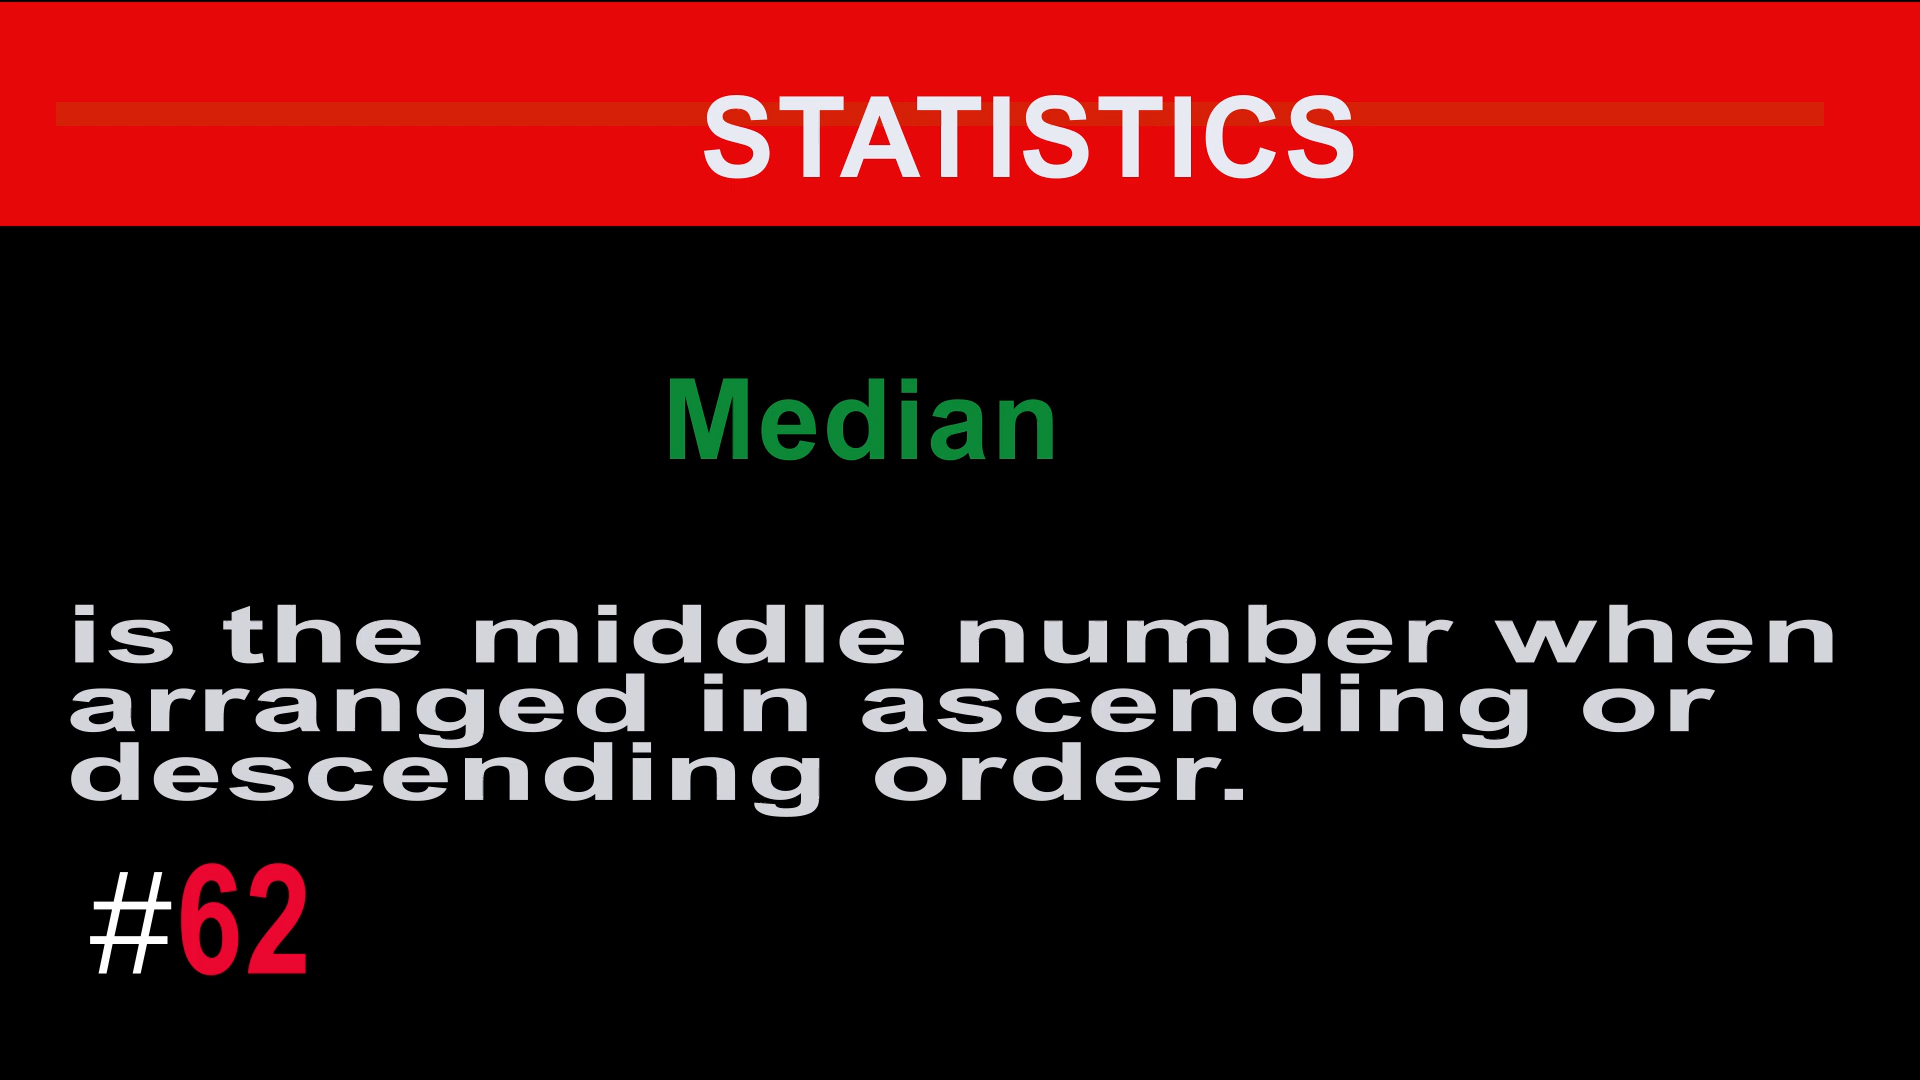 STATISTICS
Median
is the middle number when
arranged in ascending or
descending order.
#62